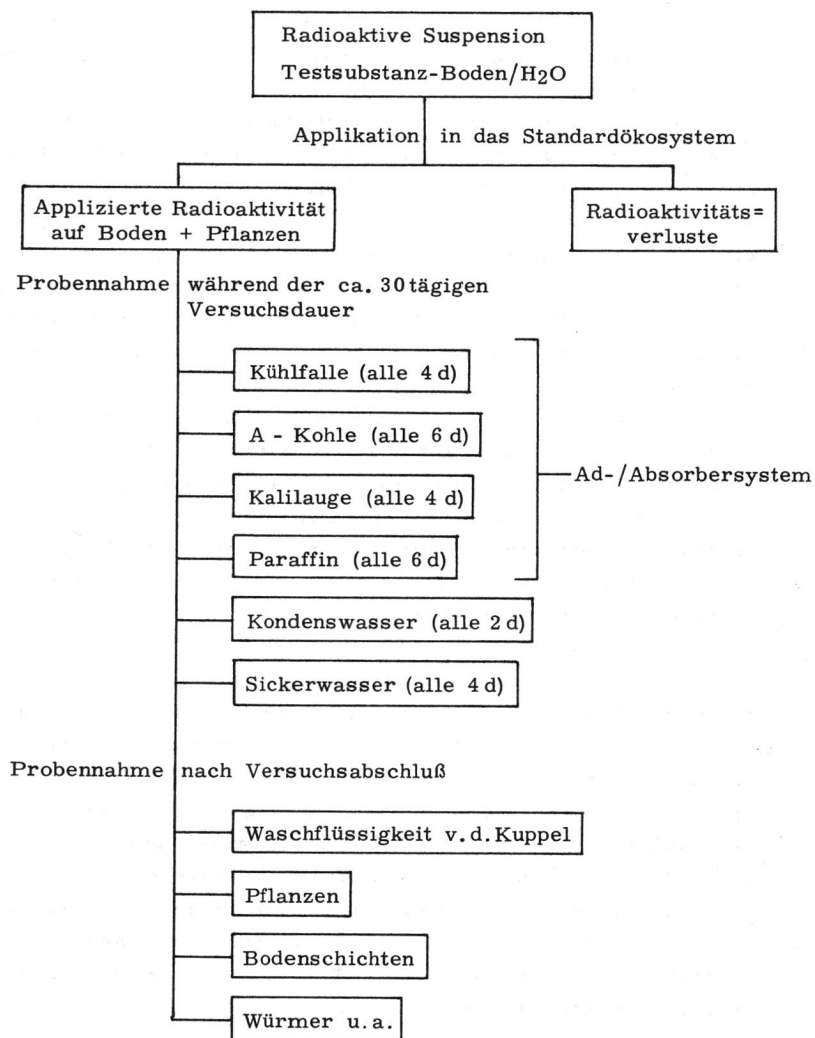 Radioaktive Suspension
Testsubstanz-Boden/H2O
Applikation in das Standardökosystem
Applizierte Radioaktivität
auf Boden + Pflanzen
Radioaktivitäts=
verluste
Probennahme während der ca. 30tägigen
Versuchsdauer
Kühlfalle (alle 4 d)
A - Kohle (alle 6 d)
Kalilauge (alle 4 d)
Paraffin (alle 6 d)
Ad-/Absorbersystem
Kondenswasser (alle 2 d)
Sickerwasser (alle 4 d)
Probennahme nach Versuchsabschluß
Waschflüssigkeit v. d. Kuppel
Pflanzen
Bodenschichten
Würmer u. a.